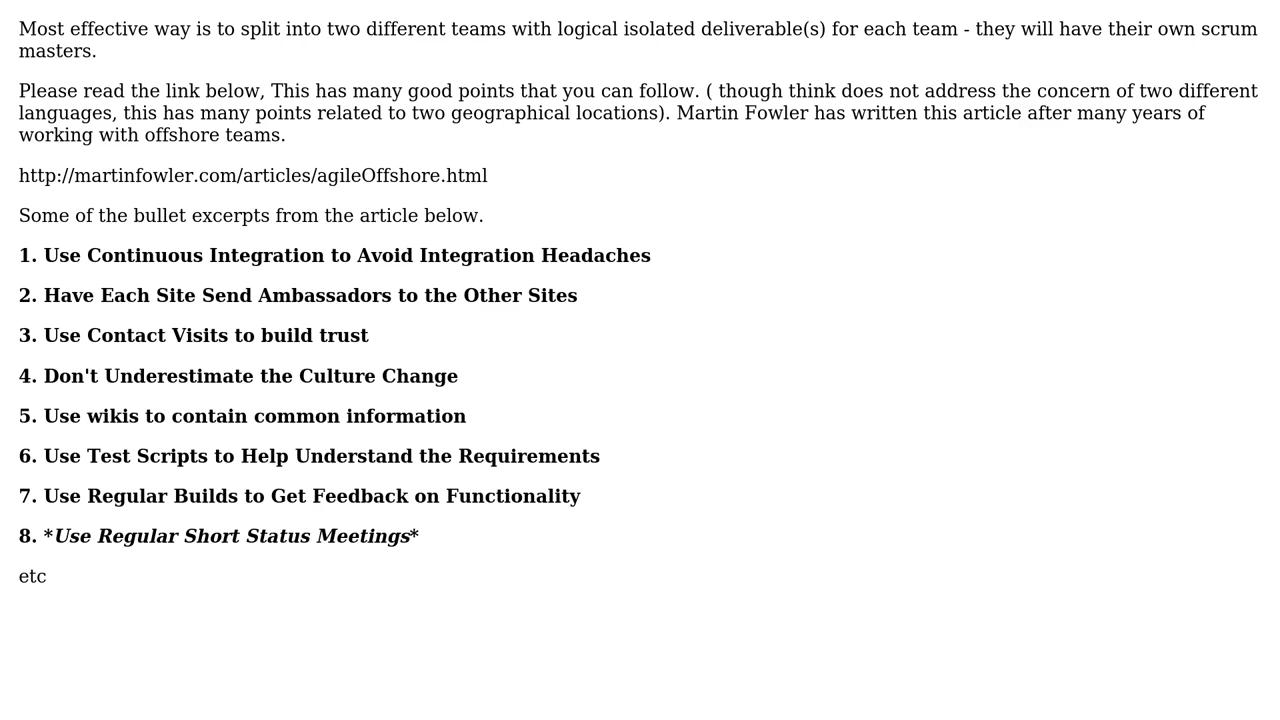 Most effective way is to split into two different teams with logical isolated deliverable(s) for each team - they will have their own scrum
masters.
Please read the link below, This has many good points that you can follow. ( though think does not address the concern of two different
languages, this has many points related to two geographical locations). Martin Fowler has written this article after many years of
working with offshore teams.
http://martinfowler.com/articles/agileOffshore.html
Some of the bullet excerpts from the article below.
1. Use Continuous Integration to Avoid Integration Headaches
2. Have Each Site Send Ambassadors to the Other Sites
3. Use Contact Visits to build trust
4. Don't Underestimate the Culture Change
5. Use wikis to contain common information
6. Use Test Scripts to Help Understand the Requirements
7. Use Regular Builds to Get Feedback on Functionality
8. *Use Regular Short Status Meetings*
etc